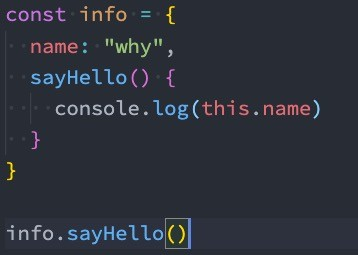 const info = {
  name: "why",
  sayHello() {
    console.log(this.name)
  }
}

info.sayHello()